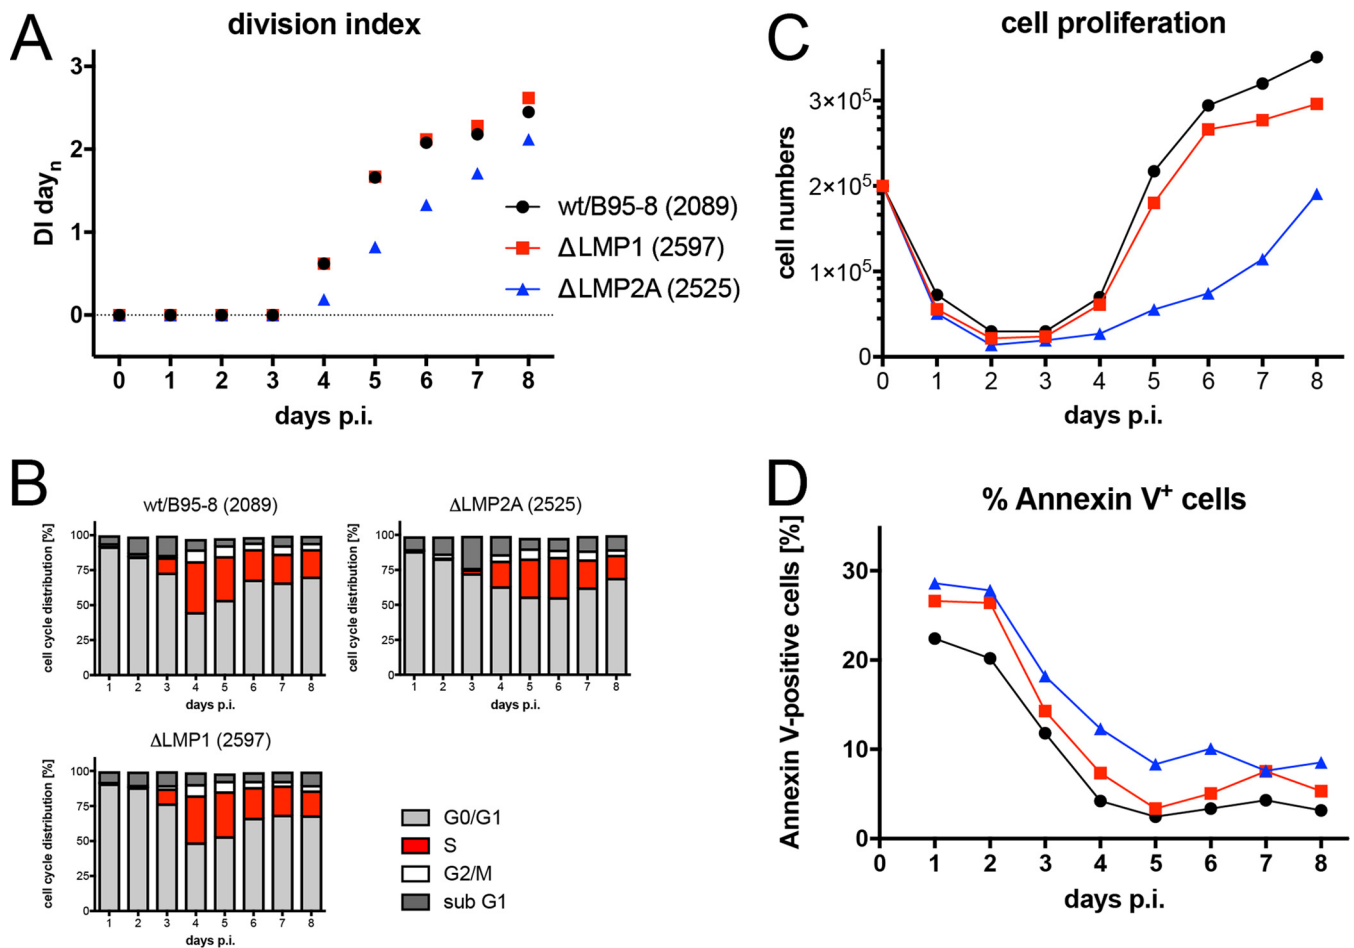 A
division index
3
2
1
0
DI dayn
0 1 2 3 4 5 6 7 8
days p.i.
wt/B95-8 (2089)
ΔLMP1 (2597)
ΔLMP2A (2525)
C
cell proliferation
3×10⁵
2×10⁵
1×10⁵
0
cell numbers
0 1 2 3 4 5 6 7 8
days p.i.
B
wt/B95-8 (2089)
cell cycle distribution [%]
100
75
50
25
0
1 2 3 4 5 6 7 8
days p.i.
ΔLMP2A (2525)
cell cycle distribution [%]
100
75
50
25
0
1 2 3 4 5 6 7 8
days p.i.
ΔLMP1 (2597)
cell cycle distribution [%]
100
75
50
25
0
1 2 3 4 5 6 7 8
days p.i.
G0/G1
S
G2/M
sub G1
D
% Annexin V⁺ cells
Annexin V-positive cells [%]
30
20
10
0
0 1 2 3 4 5 6 7 8
days p.i.